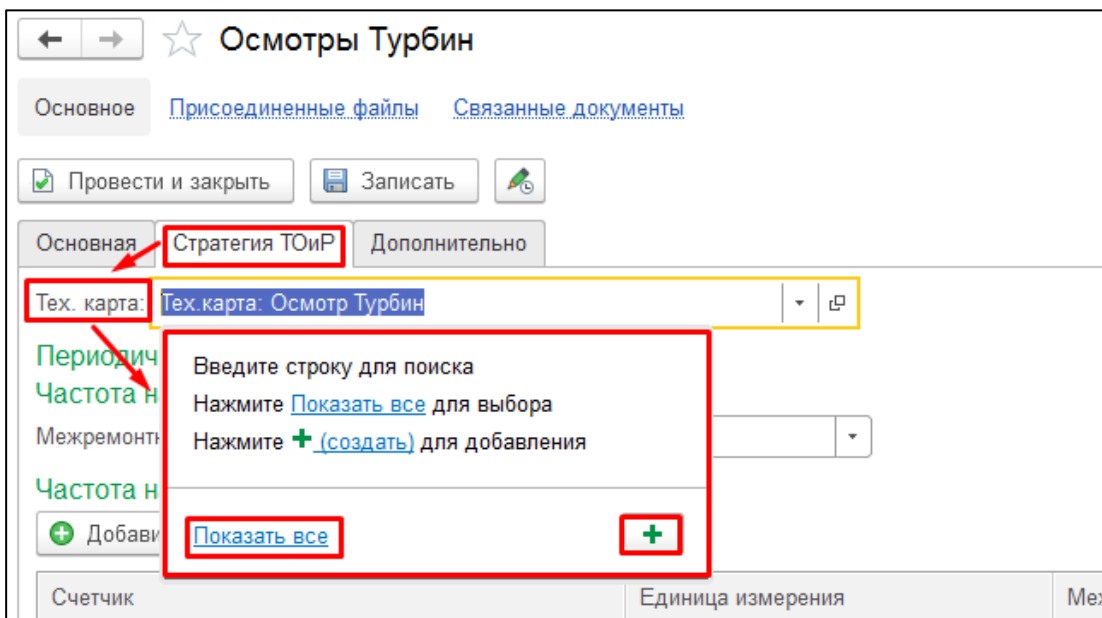 Осмотры Турбин
Основное Присоединенные файлы Связанные документы
Провести и закрыть Записать
Основная Стратегия ТОиР Дополнительно
Тех. карта: Тех.карта: Осмотр Турбин
Введите строку для поиска
Нажмите Показать все для выбора
Нажмите + (создать) для добавления
Показать все +
Счетчик Единица измерения